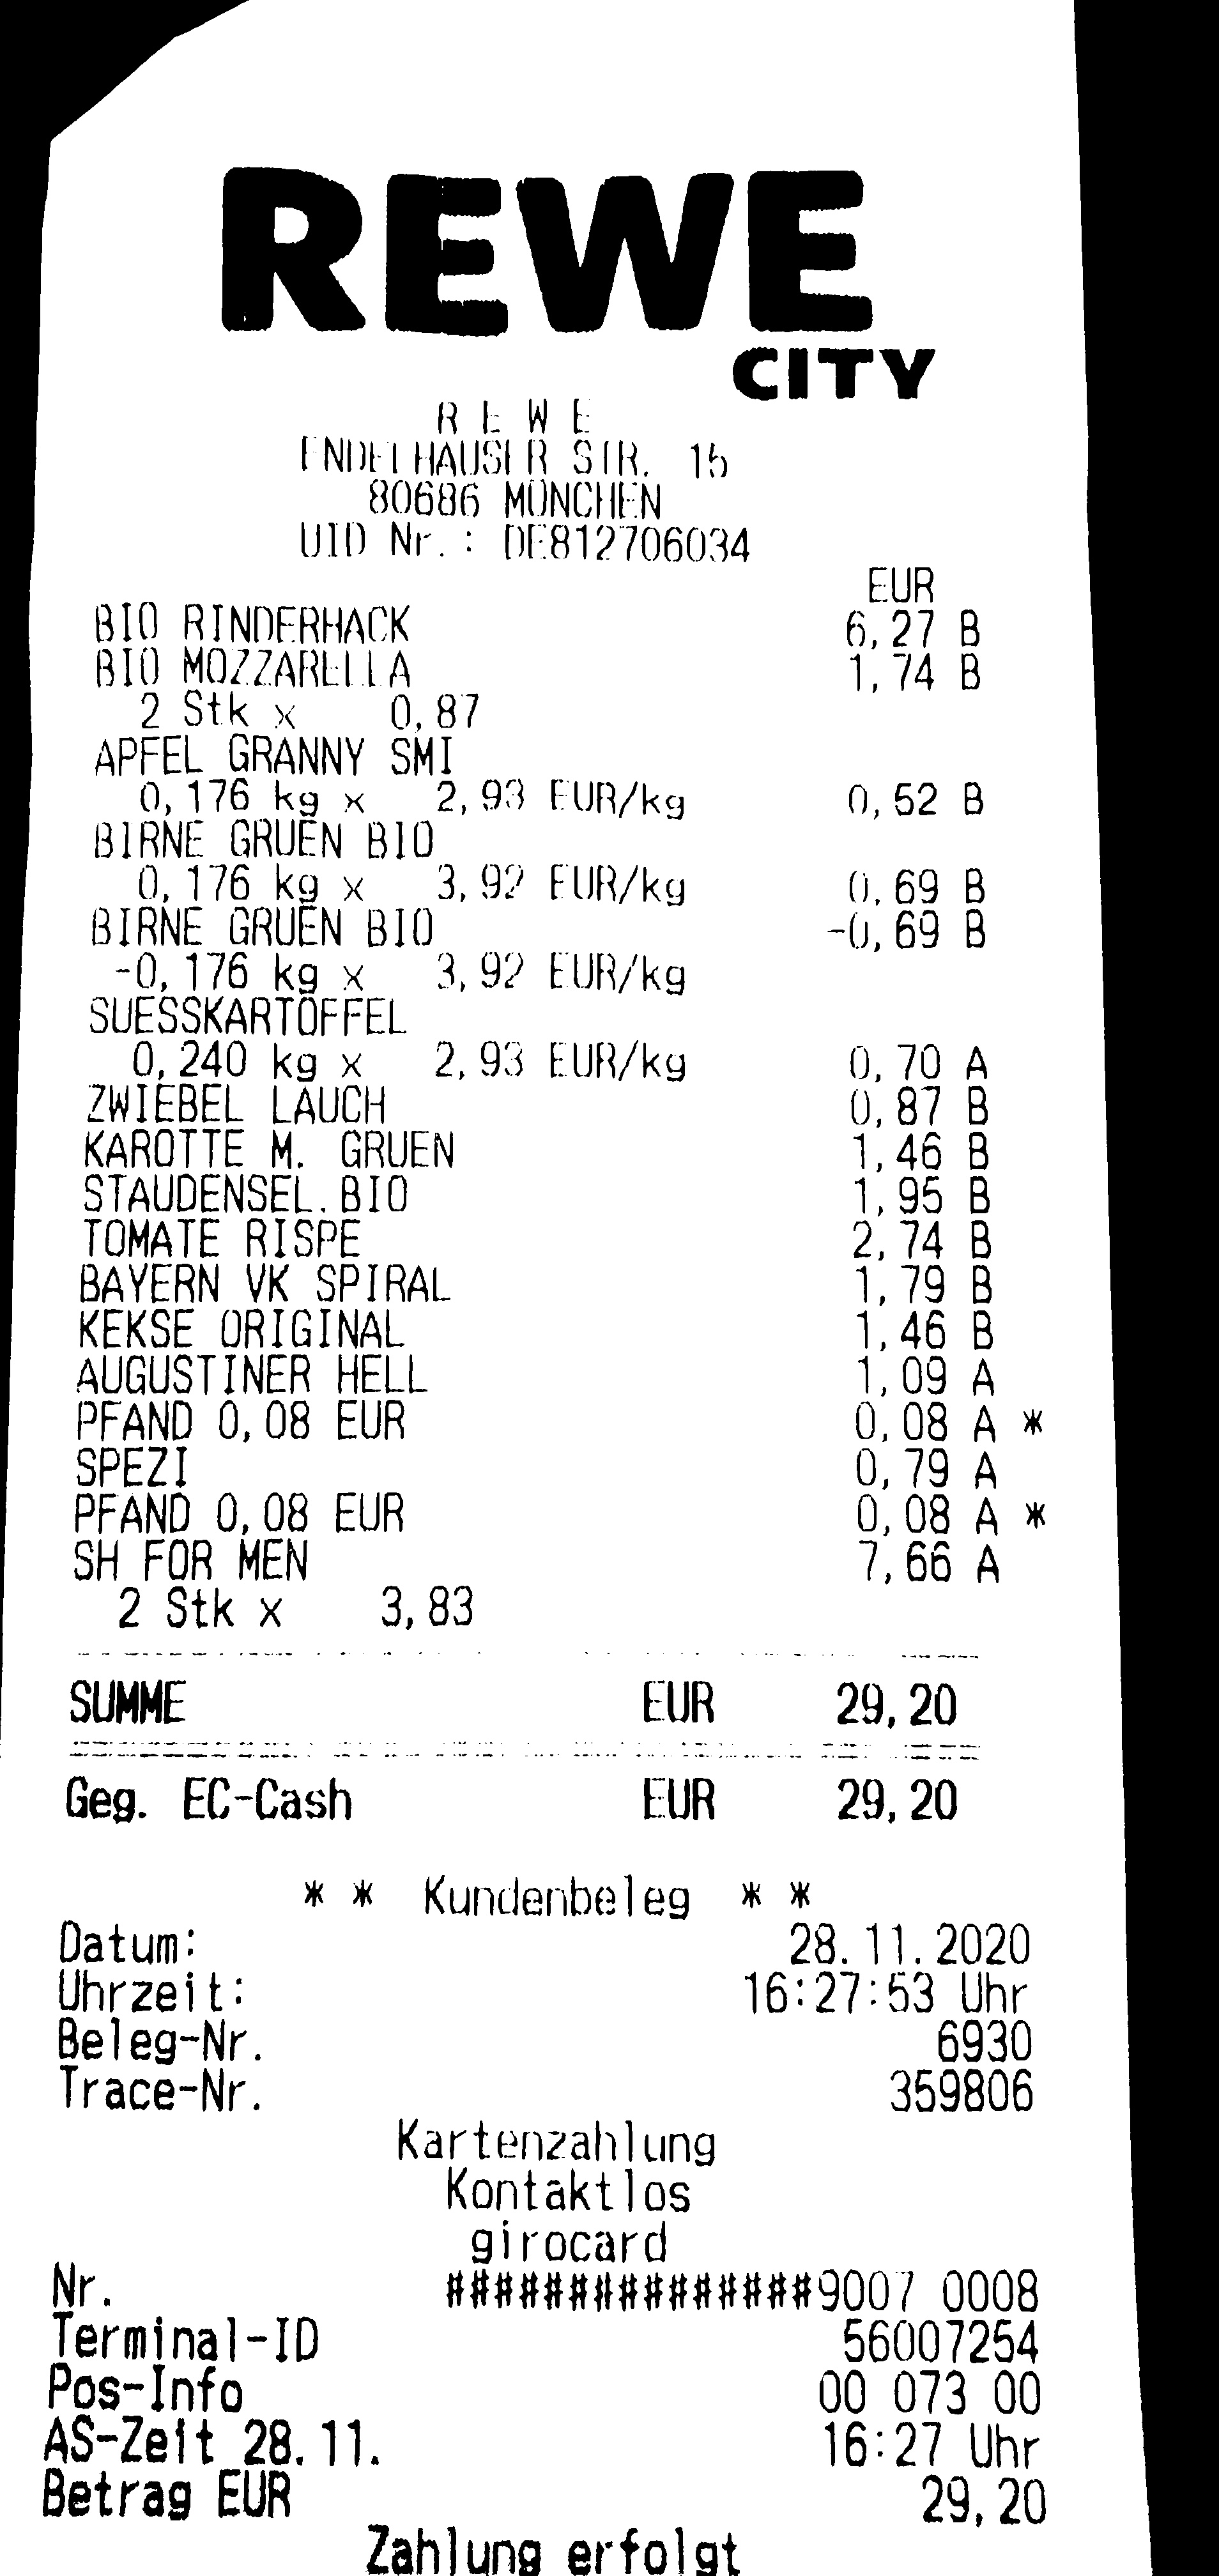 REWE
CITY
R E W E
ENDELHAUSER STR. 15
80686 MÜNCHEN
UID Nr.: DE812706034
EUR
BIO RINDERHACK 6,27 B
BIO MOZZARELLA 1,74 B
2 Stk x 0,87
APFEL GRANNY SMI
0,176 kg x 2,93 EUR/kg 0,52 B
BIRNE GRUEN BIO
0,176 kg x 3,92 EUR/kg 0,69 B
BIRNE GRUEN BIO -0,69 B
-0,176 kg x 3,92 EUR/kg
SUESSKARTOFFEL
0,240 kg x 2,93 EUR/kg 0,70 A
ZWIEBEL LAUCH 0,87 B
KAROTTE M. GRUEN 1,46 B
STAUDENSEL.BIO 1,95 B
TOMATE RISPE 2,74 B
BAYERN VK SPIRAL 1,79 B
KEKSE ORIGINAL 1,46 B
AUGUSTINER HELL 1,09 A
PFAND 0,08 EUR 0,08 A *
SPEZI 0,79 A
PFAND 0,08 EUR 0,08 A *
SH FOR MEN 7,66 A
2 Stk x 3,83
SUMME EUR 29,20
Geg. EC-Cash EUR 29,20
* * Kundenbeleg * *
Datum: 28.11.2020
Uhrzeit: 16:27:53 Uhr
Beleg-Nr. 6930
Trace-Nr. 359806
Kartenzahlung
Kontaktlos
girocard
Nr. ###############9007 0008
Terminal-ID 56007254
Pos-Info 00 073 00
AS-Zeit 28.11. 16:27 Uhr
Betrag EUR 29,20
Zahlung erfolgt